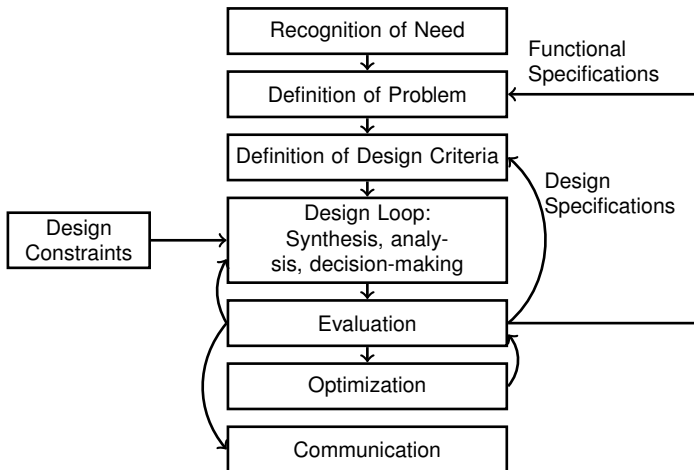 Recognition of Need
Functional
Specifications
Definition of Problem
Definition of Design Criteria
Design
Specifications
Design Loop:
Synthesis, analy-
sis, decision-making
Design
Constraints
Evaluation
Optimization
Communication